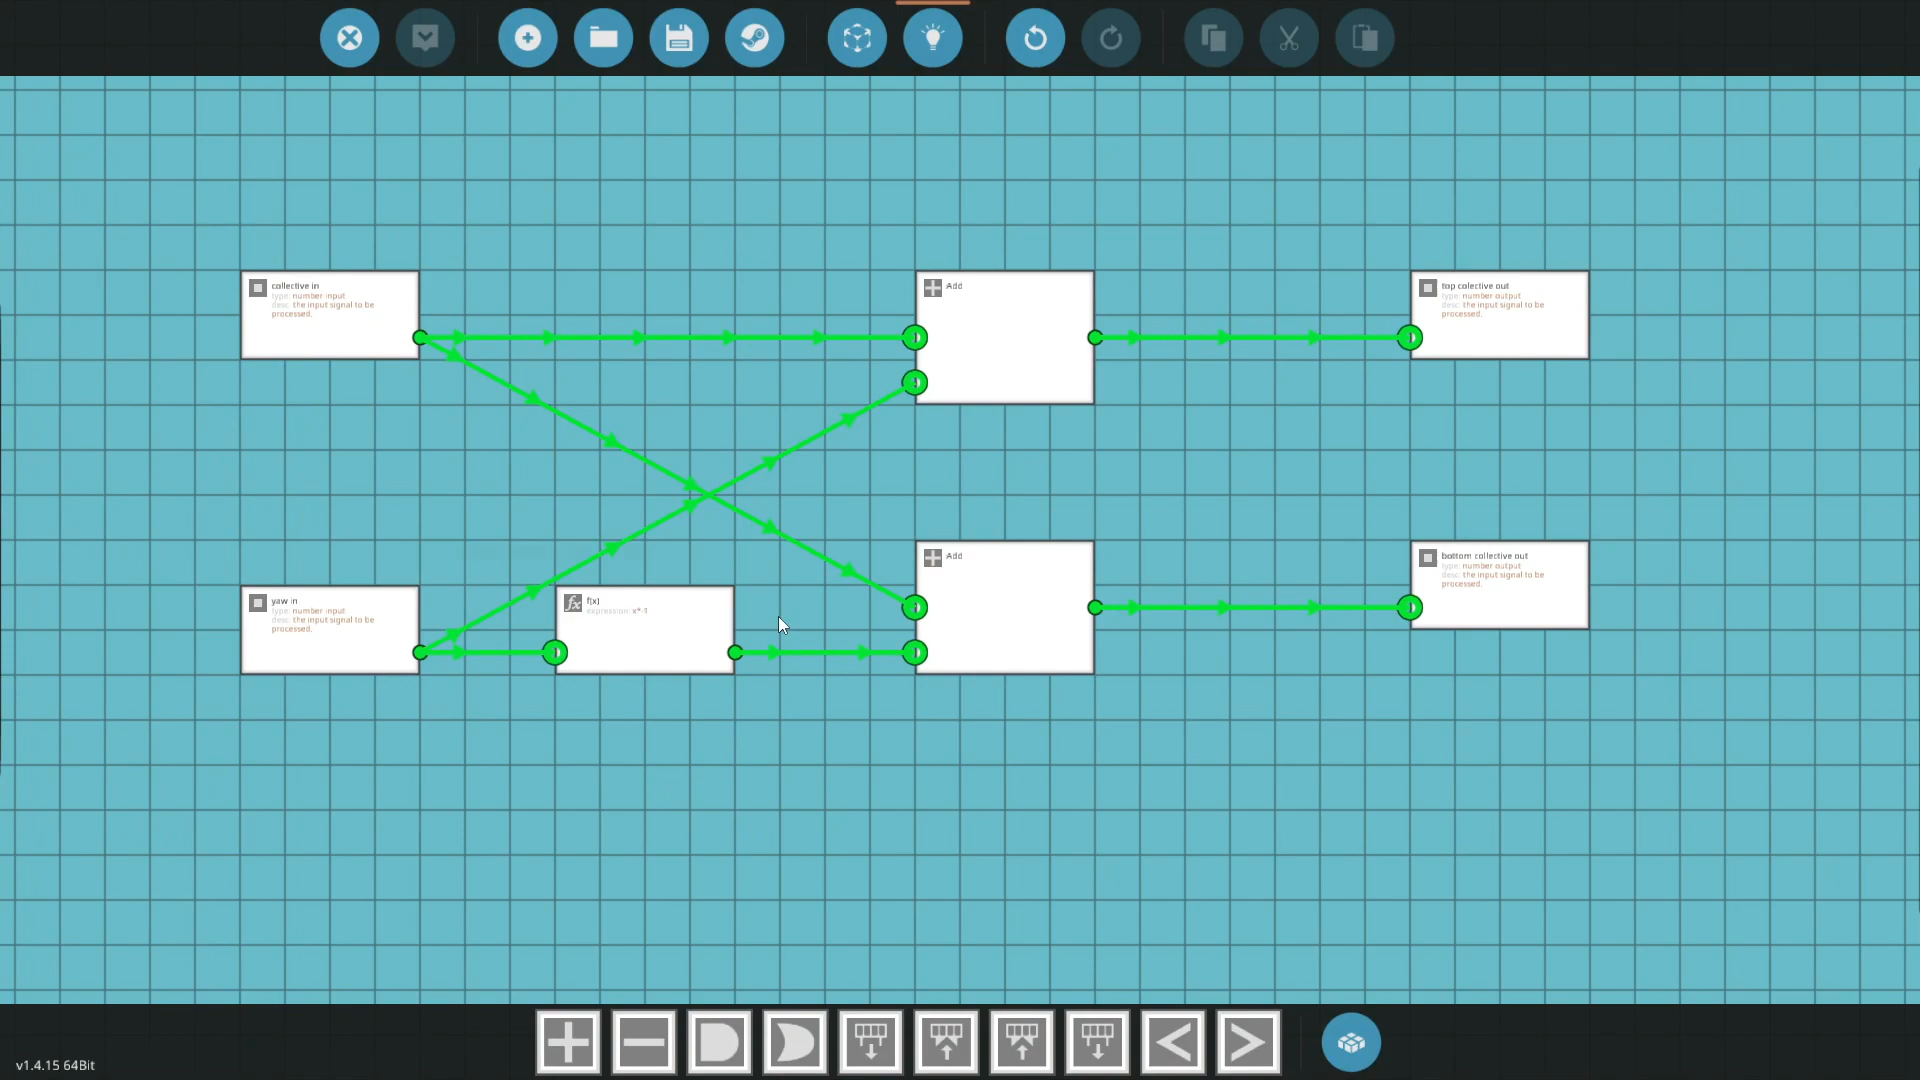 collective in
type: number input
desc: the input signal to be
processed.
Add
top colective out
type: number output
desc: the input signal to be
processed.
Add
bottom collective out
type: number output
desc: the input signal to be
processed.
yaw in
type: number input
desc: the input signal to be
processed.
f(x)
expression:
v1.4.15 64Bit